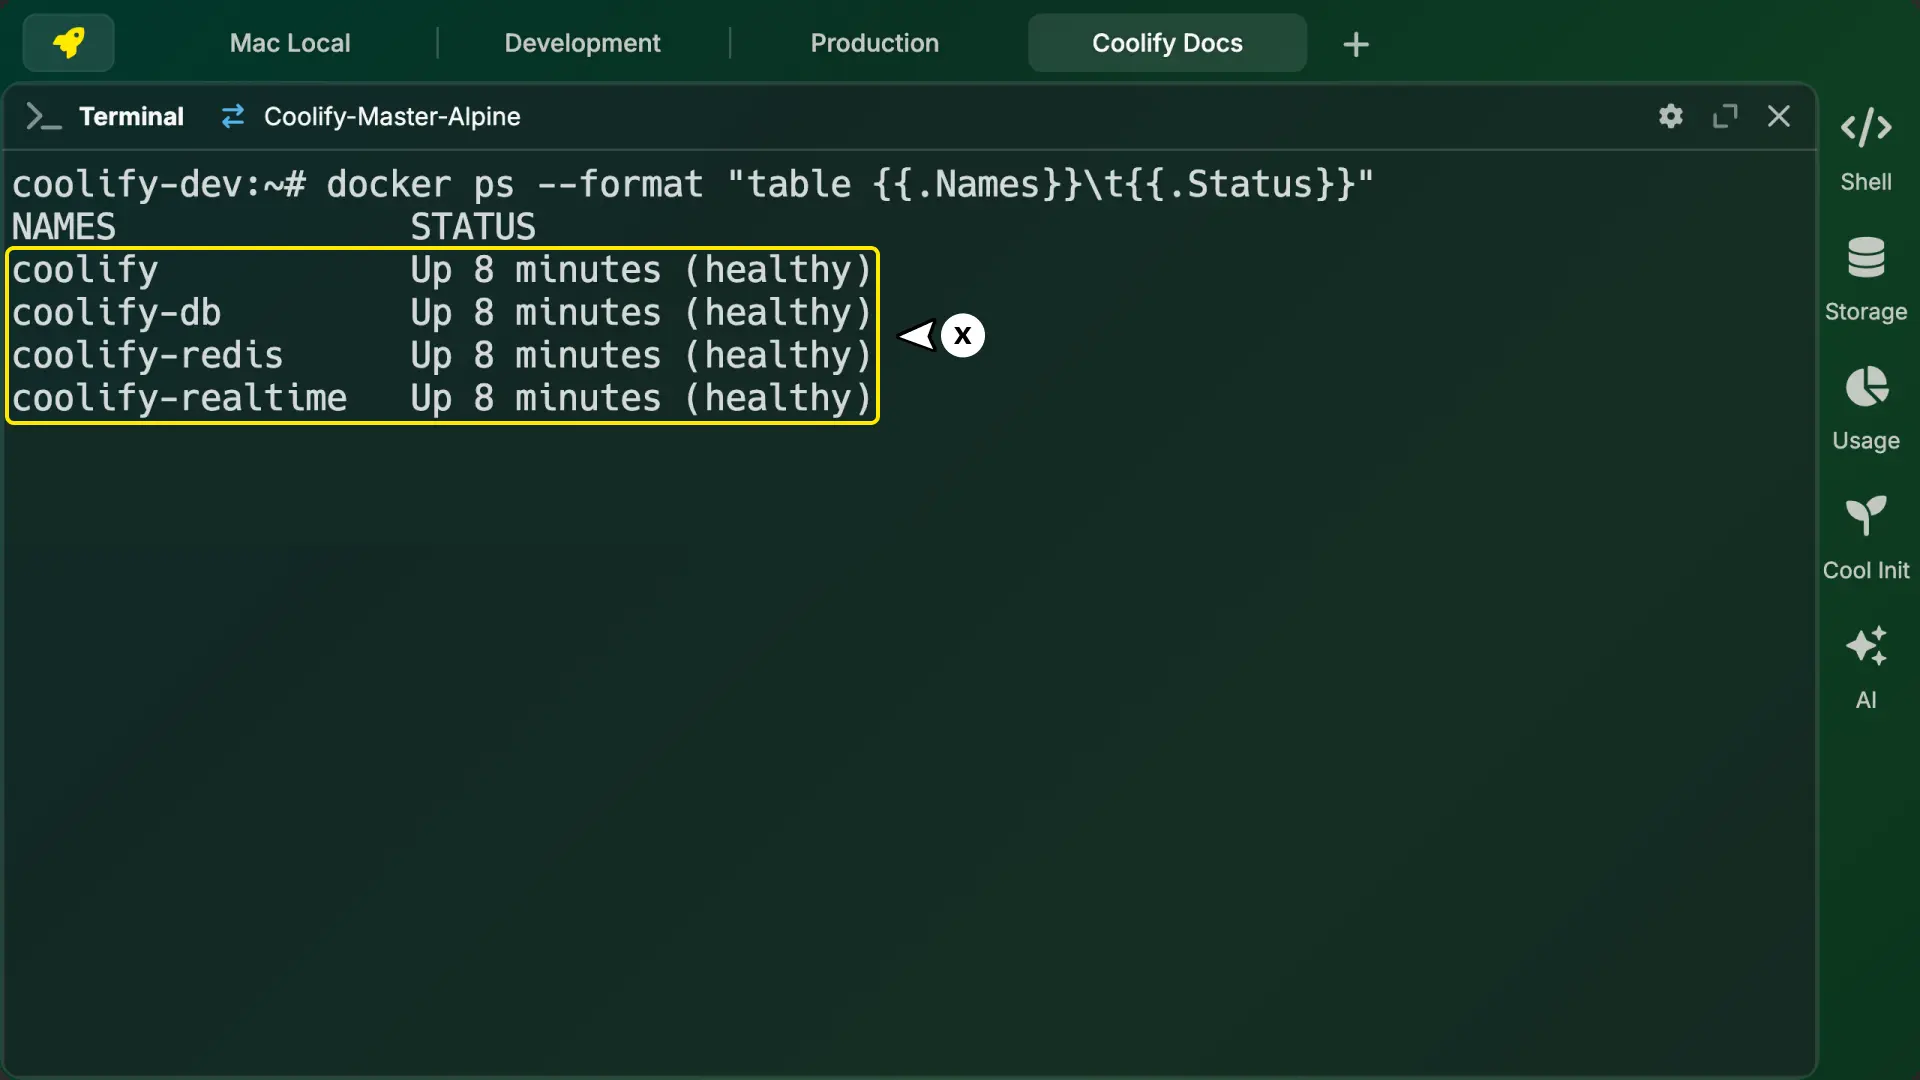 Mac Local
Development
Production
Coolify Docs
Terminal
Coolify-Master-Alpine
coolify-dev:~# docker ps --format "table {{.Names}}\t{{.Status}}"
NAMES STATUS
coolify Up 8 minutes (healthy)
coolify-db Up 8 minutes (healthy)
coolify-redis Up 8 minutes (healthy)
coolify-realtime Up 8 minutes (healthy)
X
Shell
Storage
Usage
Cool Init
AI